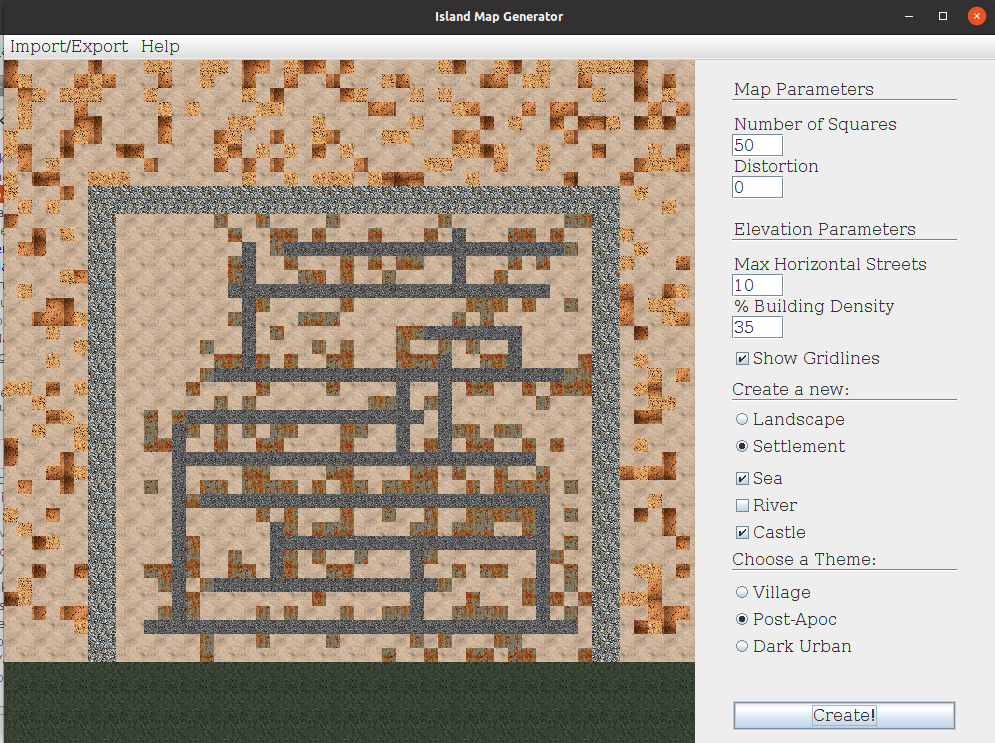 Island Map Generator
Import/Export Help
Map Parameters
Number of Squares
50
Distortion
0
Elevation Parameters
Max Horizontal Streets
10
% Building Density
35
Show Gridlines
Create a new:
Landscape
Settlement
Sea
River
Castle
Choose a Theme:
Village
Post-Apoc
Dark Urban
Create!